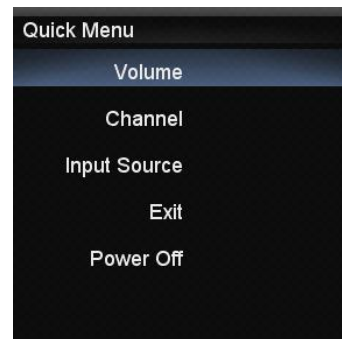 Quick Menu
Volume
Channel
Input Source
Exit
Power Off